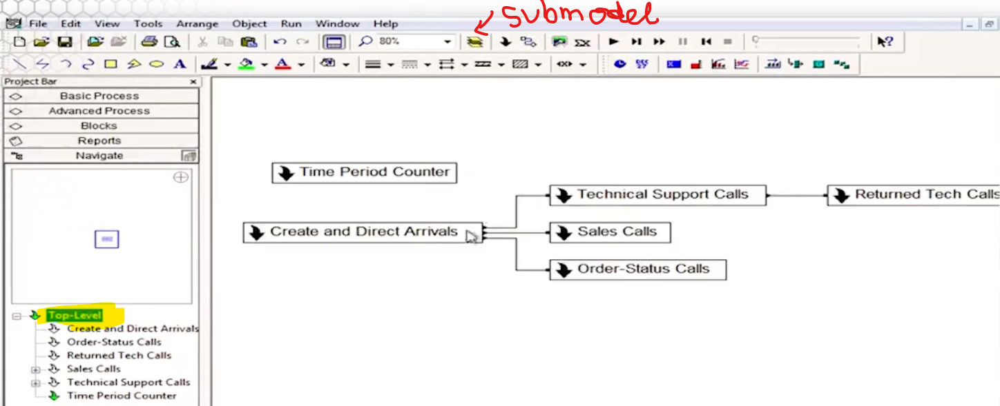 submodel
File Edit View Tools Arrange Object Run Window Help
80%
Project Bar
Basic Process
Advanced Process
Blocks
Reports
Navigate
Time Period Counter
Technical Support Calls
Returned Tech Calls
Create and Direct Arrivals
Sales Calls
Order-Status Calls
Top-Level
Create and Direct Arrivals
Order-Status Calls
Returned Tech Calls
Sales Calls
Technical Support Calls
Time Period Counter